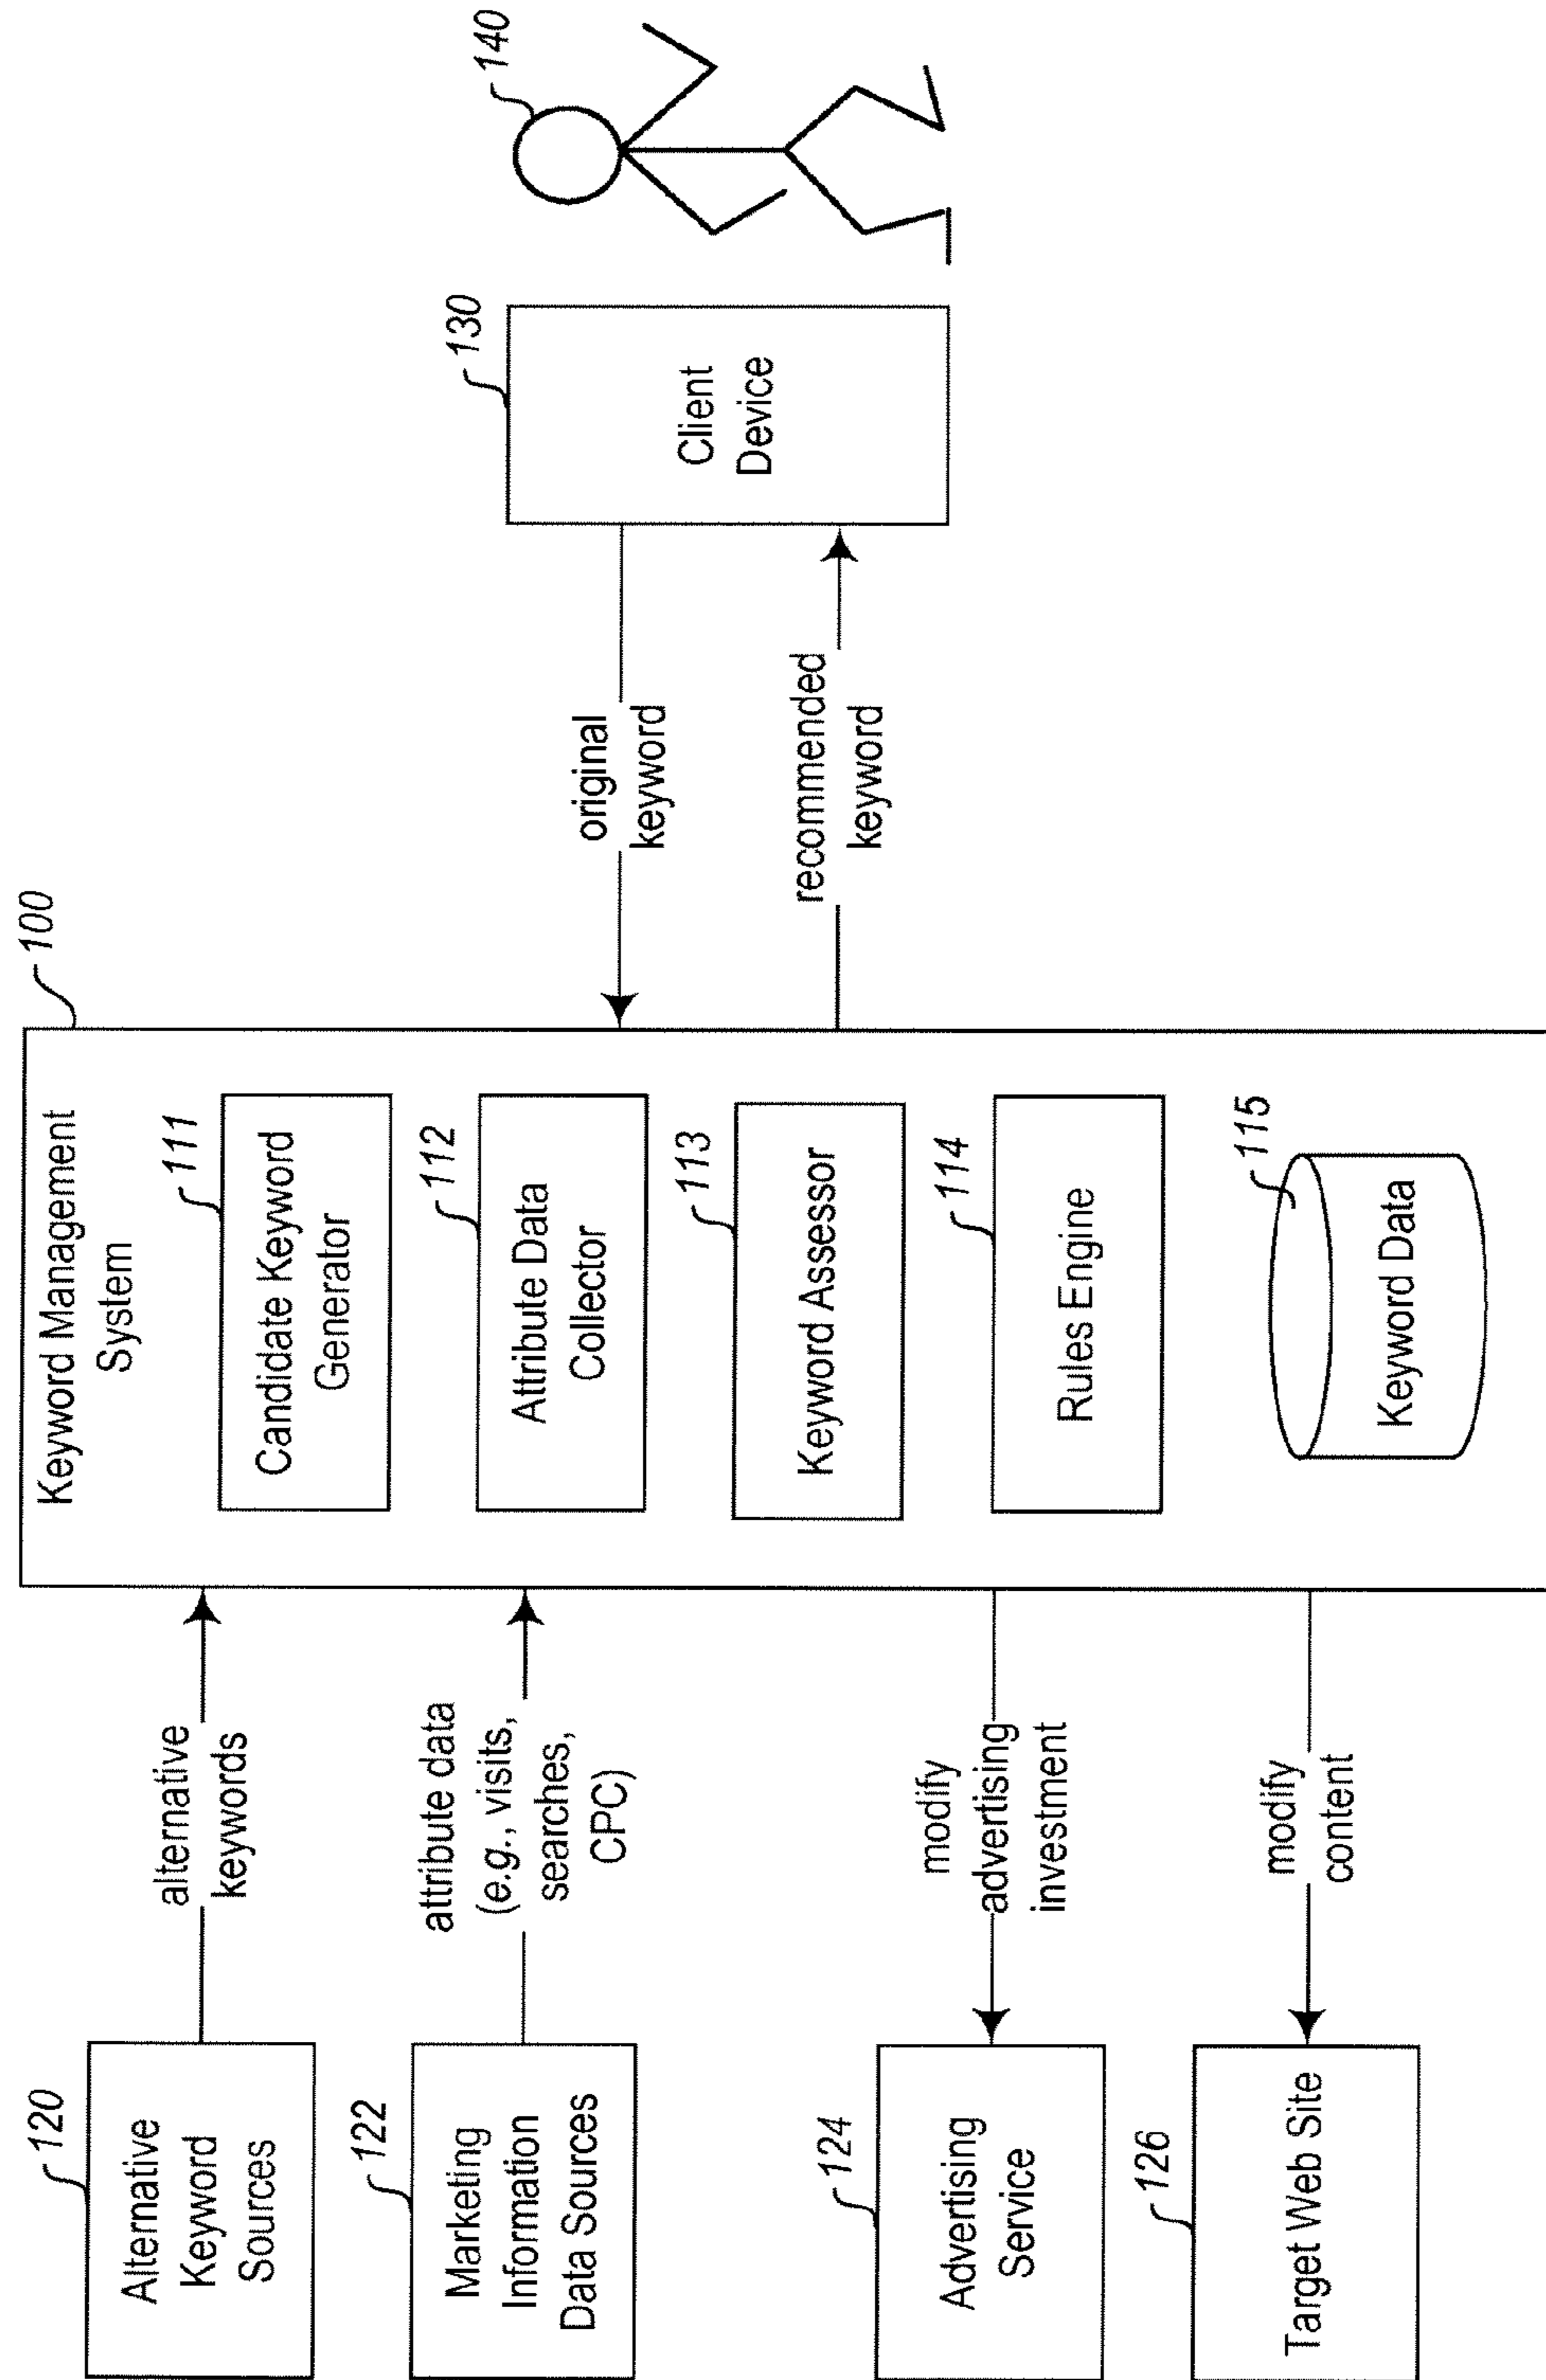 120
Alternative
Keyword
Sources
122
Marketing
Information
Data Sources
124
Advertising
Service
126
Target Web Site
alternative
keywords
attribute data
(e.g., visits,
searches,
CPC)
modify
advertising
investment
modify
content
100
Keyword Management
System
111
Candidate Keyword
Generator
112
Attribute Data
Collector
113
Keyword Assessor
114
Rules Engine
115
Keyword Data
original
keyword
recommended
keyword
130
Client
Device
140